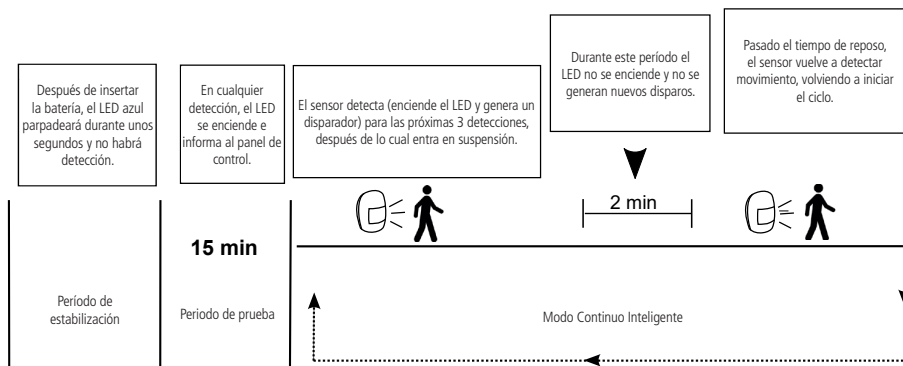 Después de insertar
la batería, el LED azul
parpadeará durante unos
segundos y no habrá
detección.
En cualquier
detección, el LED
se enciende e
informa al panel de
control.
El sensor detecta (enciende el LED y genera un
disparador) para las próximas 3 detecciones,
después de lo cual entra en suspensión.
Durante este período el
LED no se enciende y no se
generan nuevos disparos.
Pasado el tiempo de reposo,
el sensor vuelve a detectar
movimiento, volviendo a iniciar
el ciclo.
2 min
15 min
Período de
estabilización
Periodo de prueba
Modo Continuo Inteligente